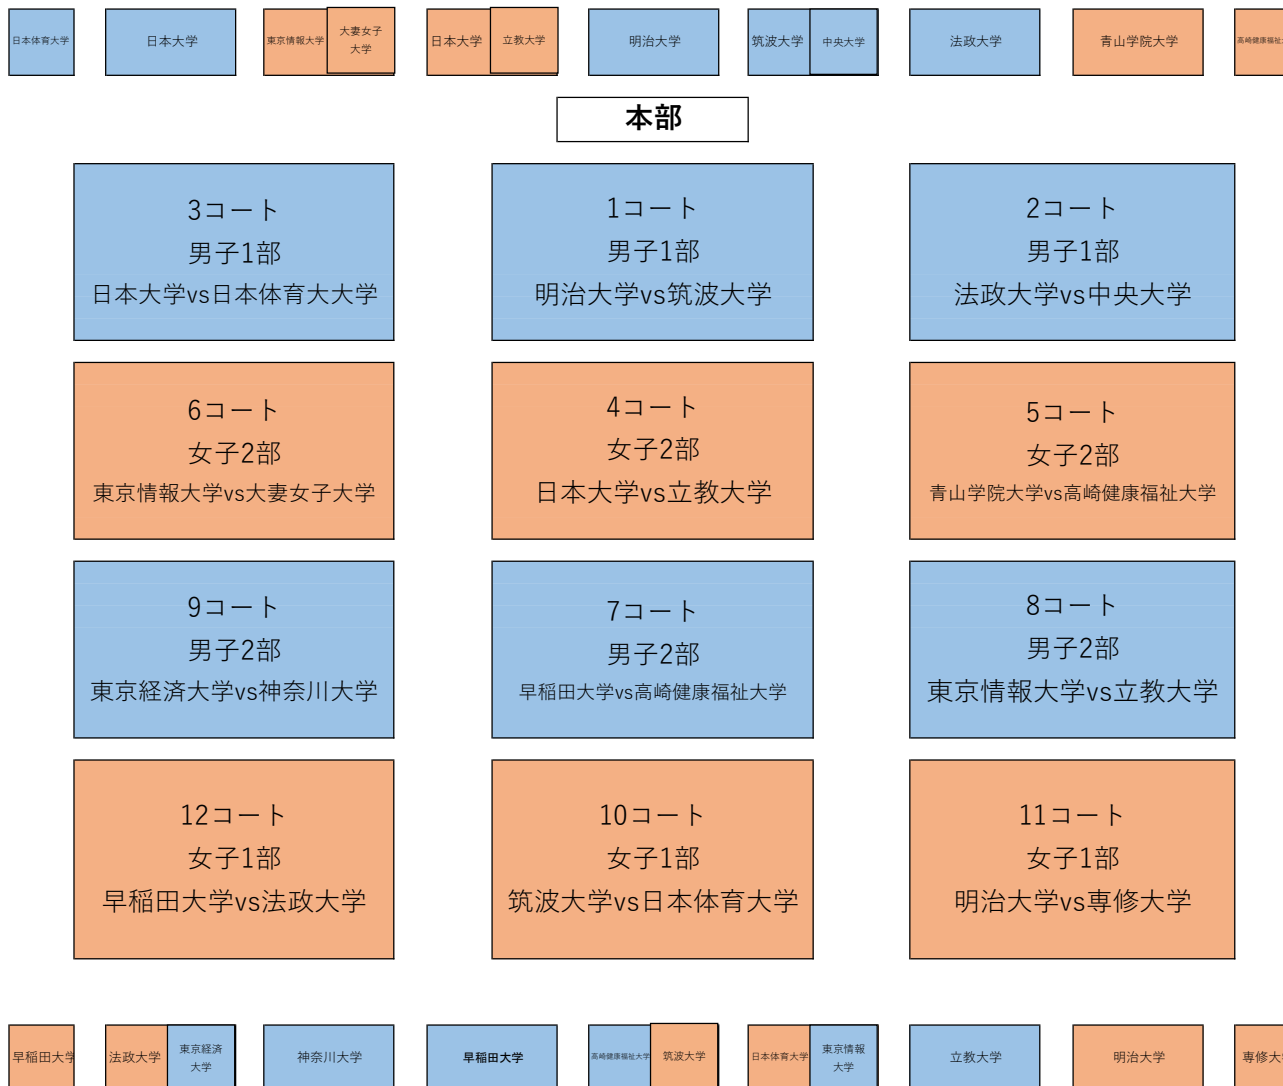 日本体育大学
日本大学
東京情報大学
大妻女子
大学
日本大学
立教大学
明治大学
筑波大学
中央大学
法政大学
青山学院大学
高崎健康福祉
本部
3コート
男子1部
日本大学vs日本体育大大学
1コート
男子1部
明治大学vs筑波大学
2コート
男子1部
法政大学vs中央大学
6コート
女子2部
東京情報大学vs大妻女子大学
4コート
女子2部
日本大学vs立教大学
5コート
女子2部
青山学院大学vs高崎健康福祉大学
9コート
男子2部
東京経済大学vs神奈川大学
7コート
男子2部
早稲田大学vs高崎健康福祉大学
8コート
男子2部
東京情報大学vs立教大学
12コート
女子1部
早稲田大学vs法政大学
10コート
女子1部
筑波大学vs日本体育大学
11コート
女子1部
明治大学vs専修大学
早稲田大学
法政大学
東京経済
大学
神奈川大学
早稲田大学
高崎健康福祉大学
筑波大学
日本体育大学
東京情報
大学
立教大学
明治大学
専修大